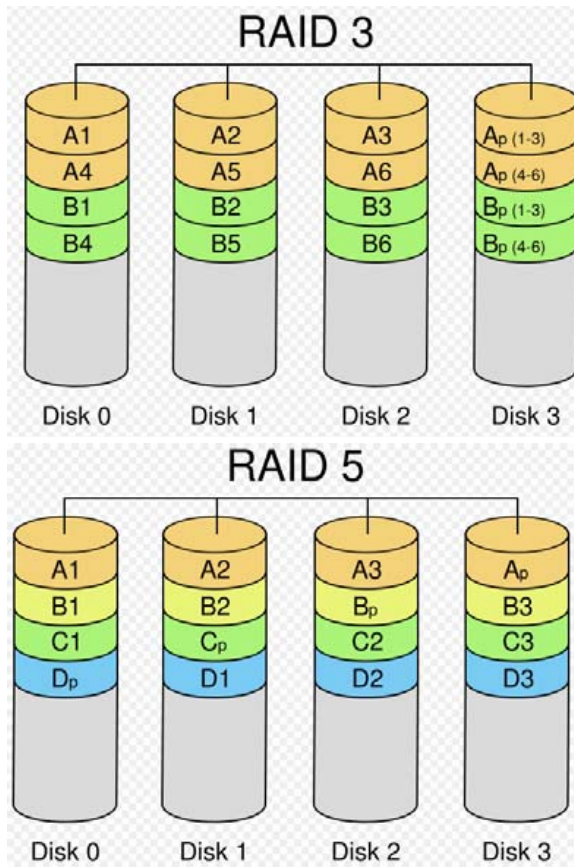 RAID 3
A1 A2 A3 Ap (1-3)
A4 A5 A6 Ap (4-6)
B1 B2 B3 Bp (1-3)
B4 B5 B6 Bp (4-6)
Disk 0 Disk 1 Disk 2 Disk 3
RAID 5
A1 A2 A3 Ap
B1 B2 Bp B3
C1 Cp C2 C3
Dp D1 D2 D3
Disk 0 Disk 1 Disk 2 Disk 3